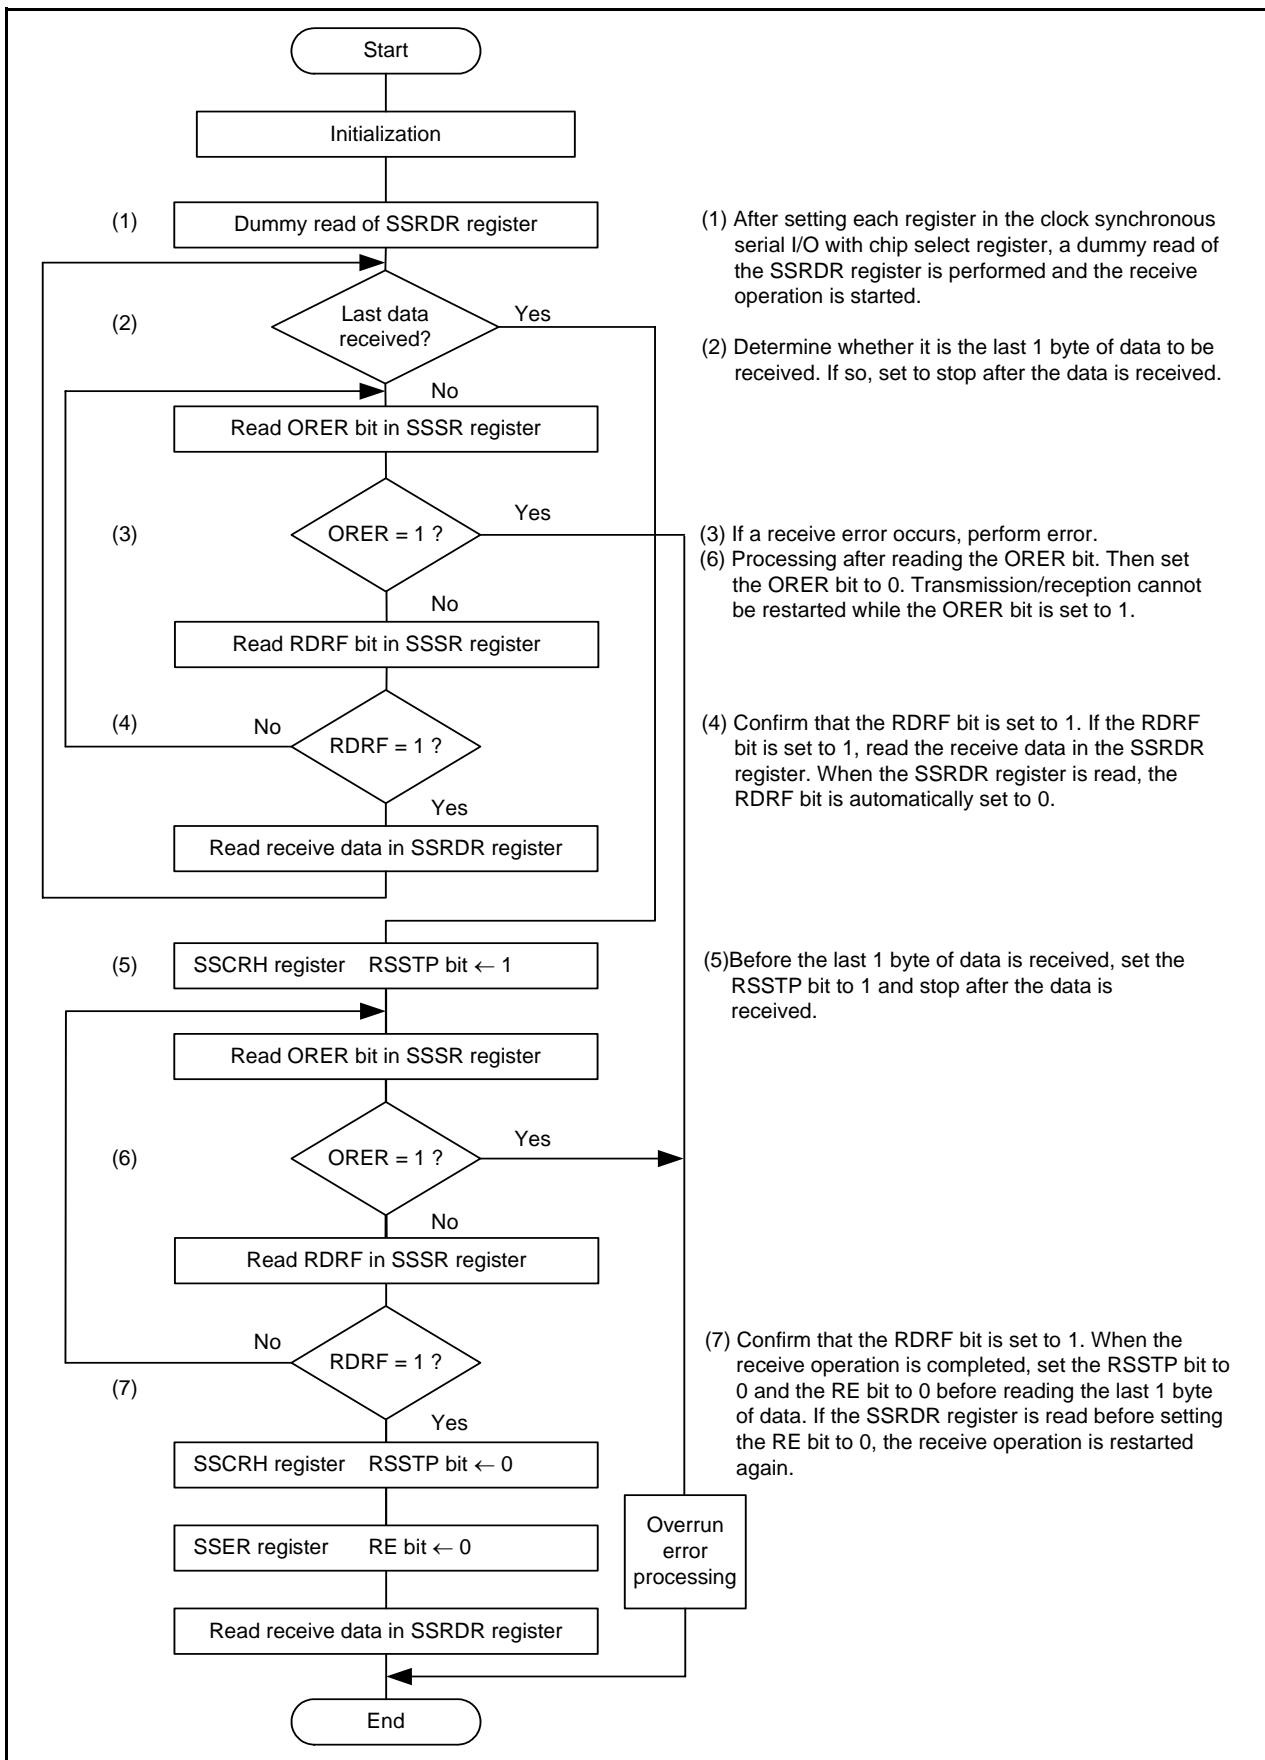 Start
Initialization
(1)
Dummy read of SSRDR register
(1) After setting each register in the clock synchronous
serial I/O with chip select register, a dummy read of
the SSRDR register is performed and the receive
operation is started.
(2)
Last data
received?
Yes
(2) Determine whether it is the last 1 byte of data to be
received. If so, set to stop after the data is received.
No
Read ORER bit in SSSR register
(3)
ORER = 1 ?
Yes
(3) If a receive error occurs, perform error.
(6) Processing after reading the ORER bit. Then set
the ORER bit to 0. Transmission/reception cannot
be restarted while the ORER bit is set to 1.
No
Read RDRF bit in SSSR register
(4)
No
RDRF = 1 ?
(4) Confirm that the RDRF bit is set to 1. If the RDRF
bit is set to 1, read the receive data in the SSRDR
register. When the SSRDR register is read, the
RDRF bit is automatically set to 0.
Yes
Read receive data in SSRDR register
(5)
SSCRH register RSSTP bit ← 1
(5)Before the last 1 byte of data is received, set the
RSSTP bit to 1 and stop after the data is
received.
Read ORER bit in SSSR register
(6)
ORER = 1 ?
Yes
No
Read RDRF in SSSR register
No
RDRF = 1 ?
(7)
(7) Confirm that the RDRF bit is set to 1. When the
receive operation is completed, set the RSSTP bit to
0 and the RE bit to 0 before reading the last 1 byte
of data. If the SSRDR register is read before setting
the RE bit to 0, the receive operation is restarted
again.
Yes
SSCRH register RSSTP bit ← 0
SSER register RE bit ← 0
Overrun
error
processing
Read receive data in SSRDR register
End